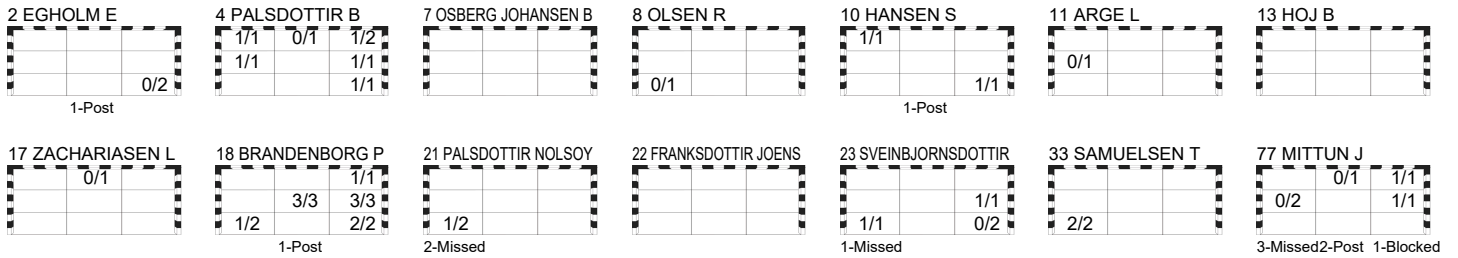 2 EGHOLM E 4 PALSDOTTIR B 7 OSBERG JOHANSEN B 8 OLSEN R 10 HANSEN S 11 ARGE L 13 HOJ B
1/1 0/1 1/2 1/1
1/1 1/1 0/1
0/2 1/1 0/1 1/1
1-Post 1-Post
17 ZACHARIASEN L 18 BRANDENBORG P 21 PALSDOTTIR NOLSOY 22 FRANKSDOTTIR JOENS 23 SVEINBJORNSDOTTIR 33 SAMUELSEN T 77 MITTUN J
0/1 1/1 0/1 1/1
3/3 3/3 1/1 0/2 1/1
1/2 2/2 1/2 1/1 0/2 2/2
1-Post 2-Missed 1-Missed 3-Missed 2-Post 1-Blocked